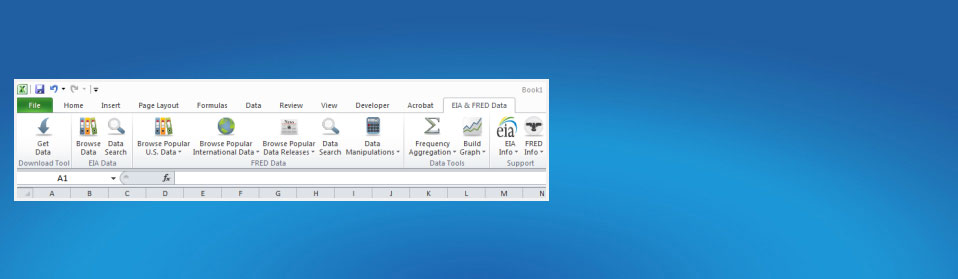 Book1
File Home Insert Page Layout Formulas Data Review View Developer Acrobat EIA & FRED Data
eia
Get Browse Data Browse Popular Browse Popular Browse Popular Data Data Frequency Build EIA FRED
Data Data Search U.S. Data International Data Data Releases Search Manipulations Aggregation Graph Info Info
Download Tool EIA Data FRED Data Data Tools Support
A1 fx
A B C D E F G H I J K L M N